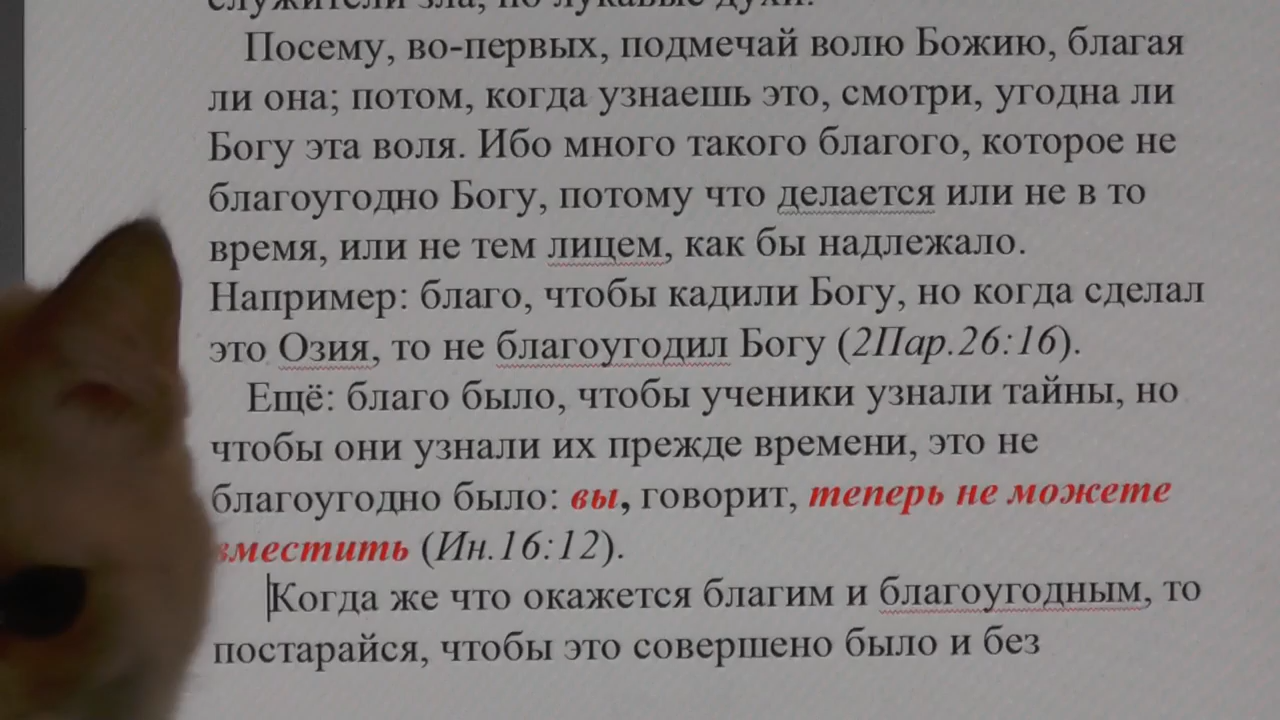 служители зла, но лукавые духи.
Посему, во-первых, подмечай волю Божию, благая
ли она; потом, когда узнаешь это, смотри, угодна ли
Богу эта воля. Ибо много такого благого, которое не
благоугодно Богу, потому что делается или не в то
время, или не тем лицем, как бы надлежало.
Например: благо, чтобы кадили Богу, но когда сделал
это Озия, то не благоугодил Богу (2Пар.26:16).
Ещё: благо было, чтобы ученики узнали тайны, но
чтобы они узнали их прежде времени, это не
благоугодно было: вы, говорит, теперь не можете
вместить (Ин.16:12).
Когда же что окажется благим и благоугодным, то
постарайся, чтобы это совершено было и без